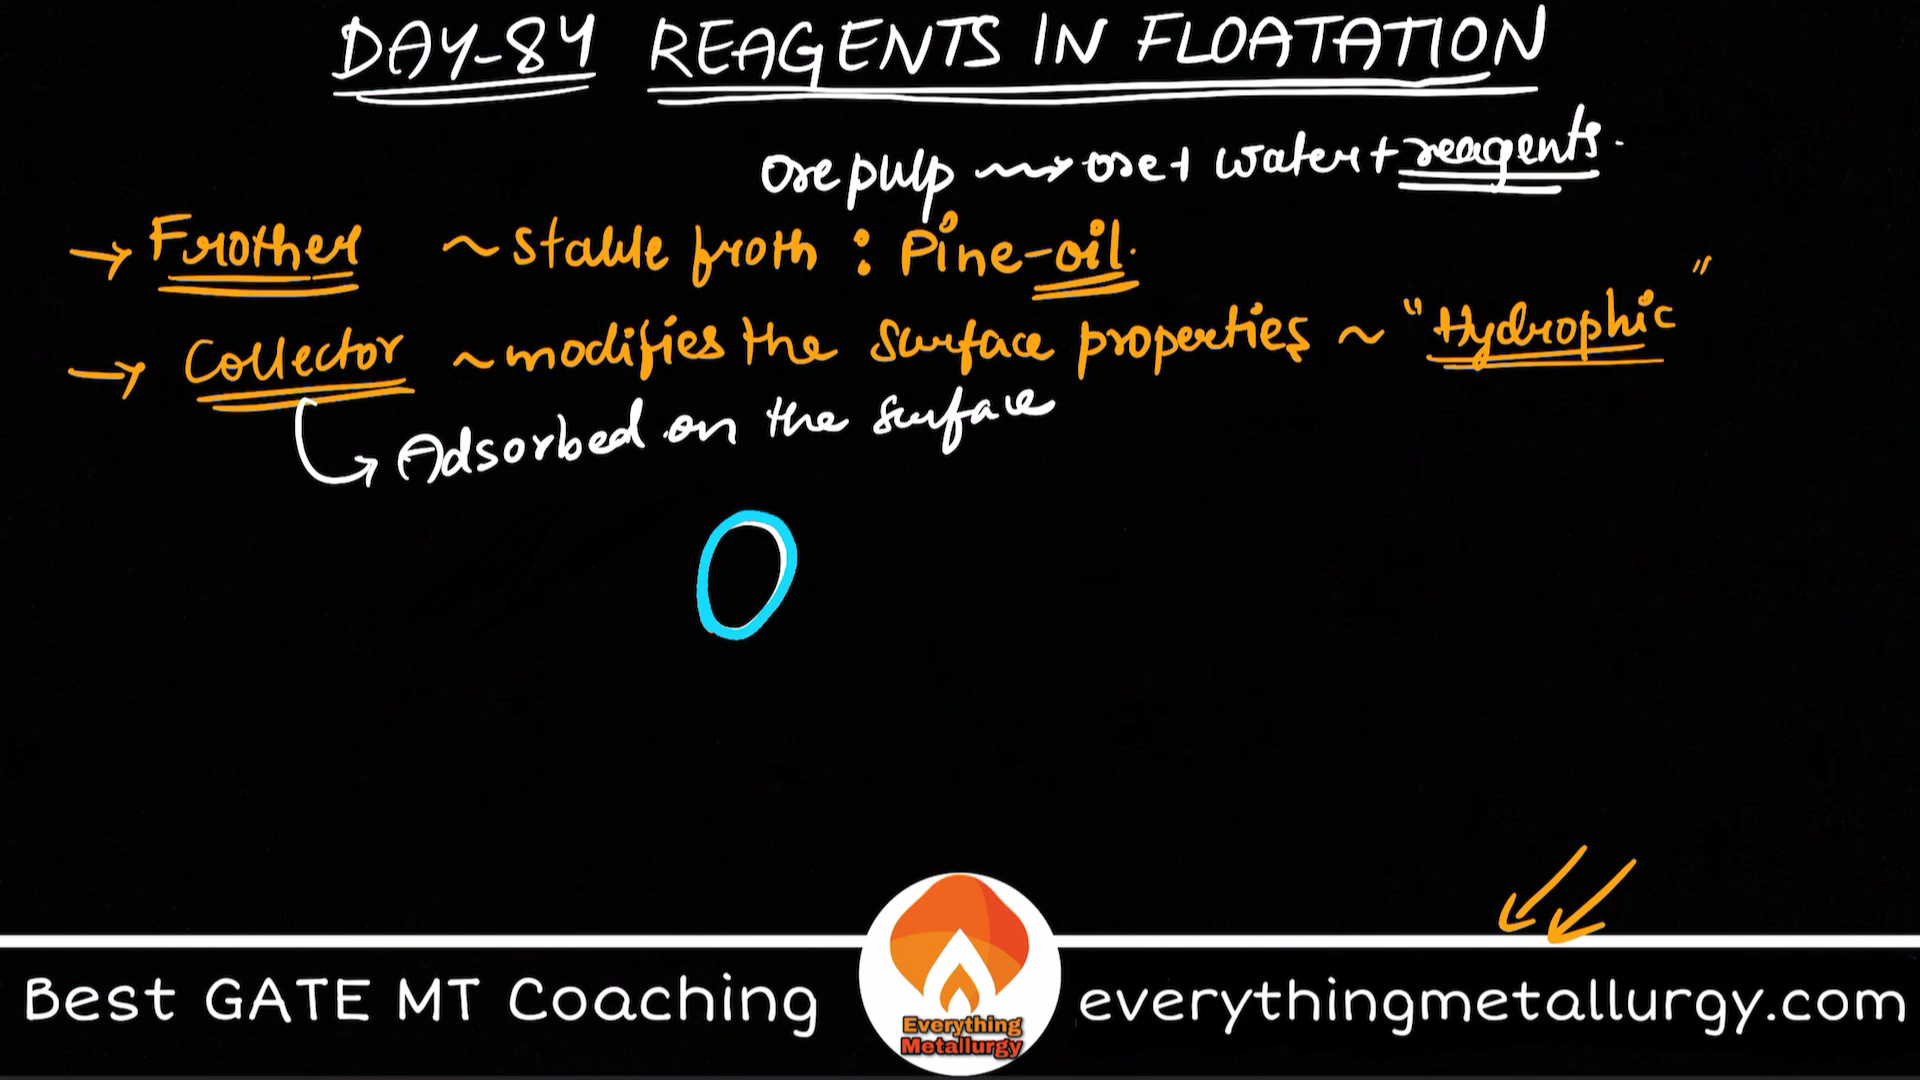 DAY-84 REAGENTS IN FLOATATION
Ore pulp → ore + water + reagents.
→ Frother ~ stable froth : Pine-oil.
→ Collector ~ modifies the surface properties ~ "Hydrophic"
↳ Adsorbed on the surface
Best GATE MT Coaching
Everything
Metallurgy
everythingmetallurgy.com